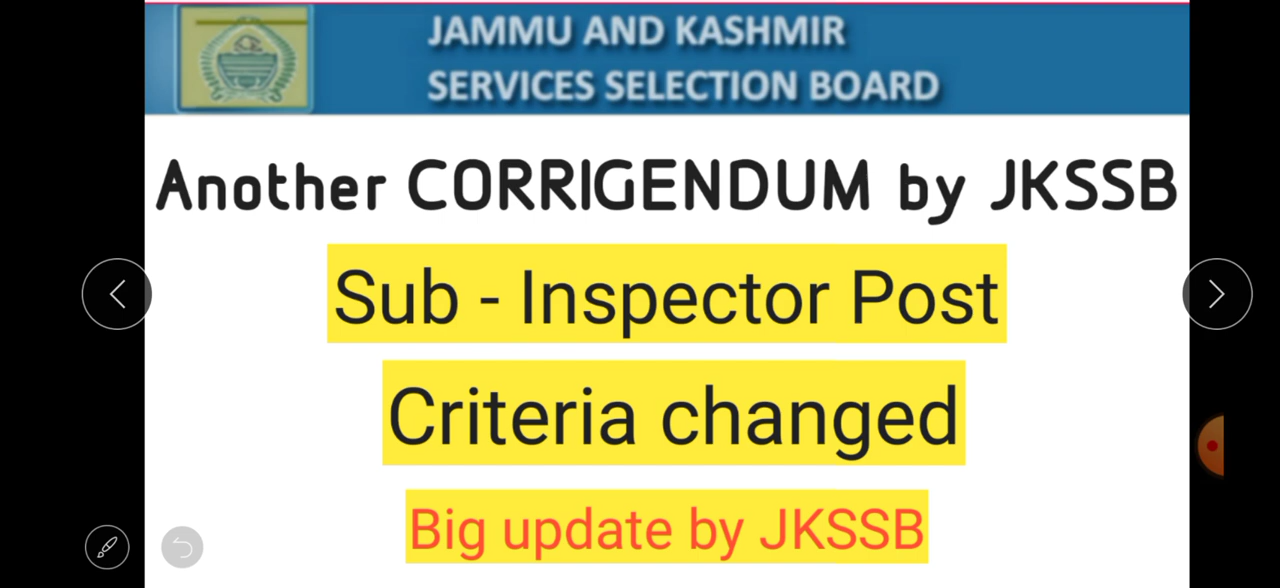 JAMMU AND KASHMIR
SERVICES SELECTION BOARD
Another CORRIGENDUM by JKSSB
Sub - Inspector Post
Criteria changed
Big update by JKSSB